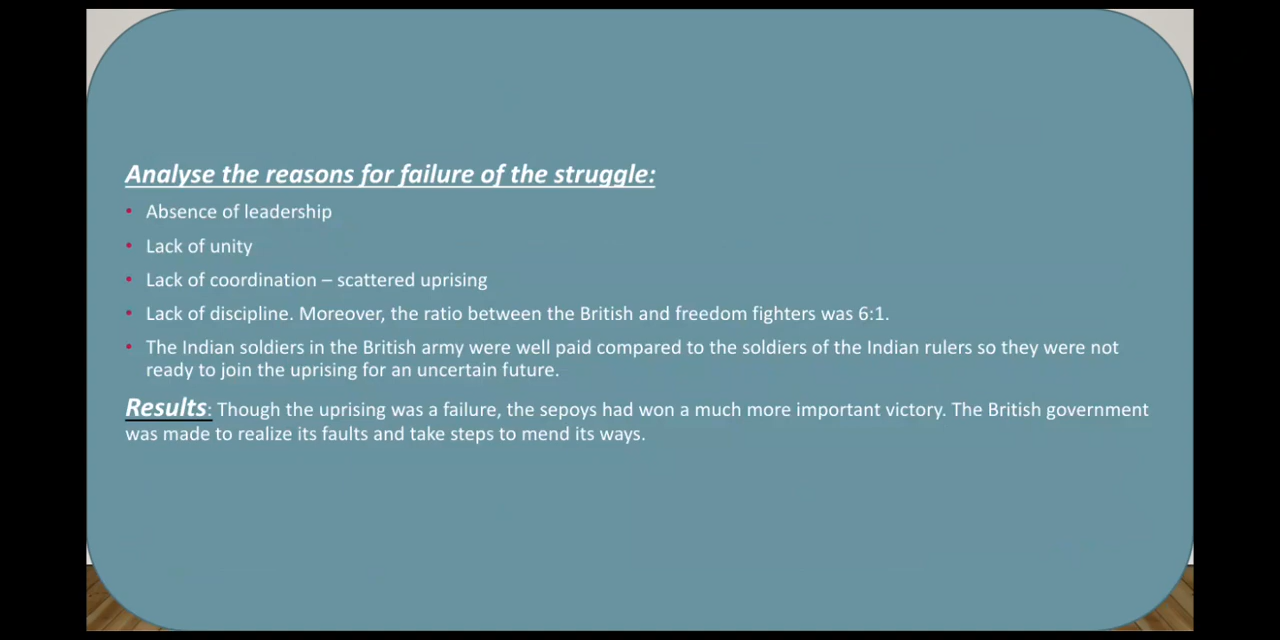 Analyse the reasons for failure of the struggle:
• Absence of leadership
• Lack of unity
• Lack of coordination – scattered uprising
• Lack of discipline. Moreover, the ratio between the British and freedom fighters was 6:1.
• The Indian soldiers in the British army were well paid compared to the soldiers of the Indian rulers so they were not
ready to join the uprising for an uncertain future.
Results: Though the uprising was a failure, the sepoys had won a much more important victory. The British government
was made to realize its faults and take steps to mend its ways.